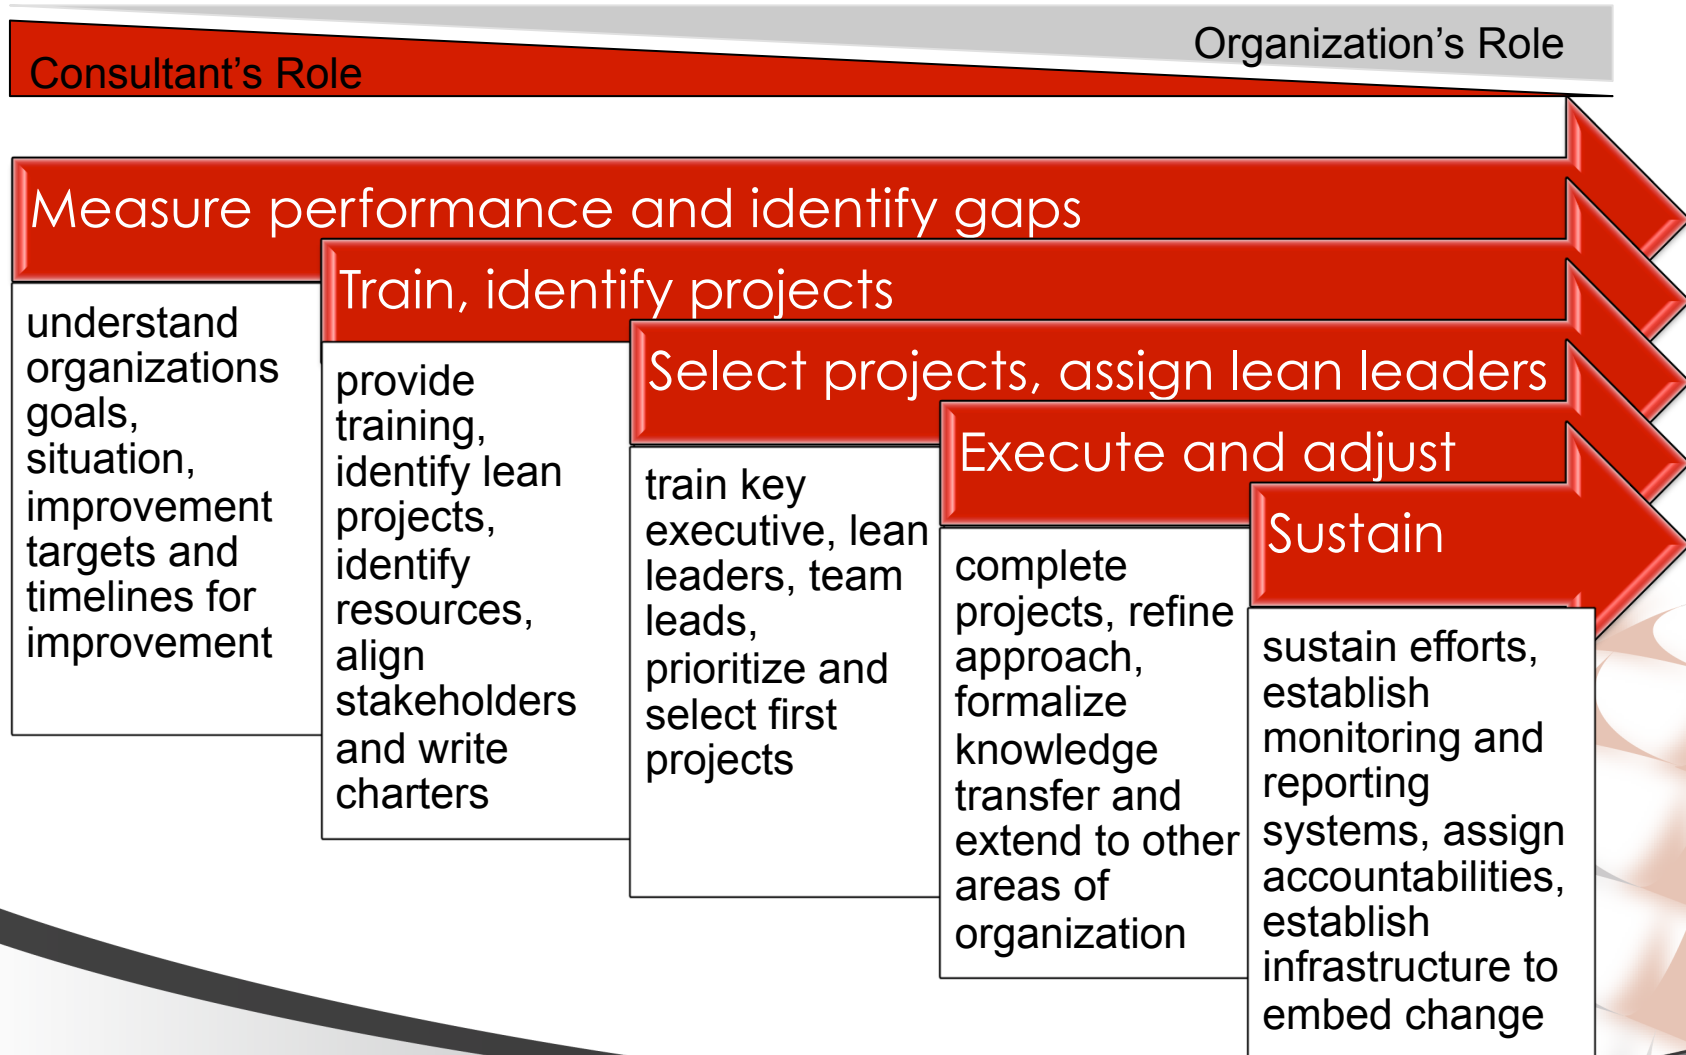 Organization’s Role
Consultant’s Role
Measure performance and identify gaps
understand
organizations
goals,
situation,
improvement
targets and
timelines for
improvement
Train, identify projects
provide
training,
identify lean
projects,
identify
resources,
align
stakeholders
and write
charters
Select projects, assign lean leaders
train key
executive, lean
leaders, team
leads,
prioritize and
select first
projects
Execute and adjust
complete
projects, refine
approach,
formalize
knowledge
transfer and
extend to other
areas of
organization
Sustain
sustain efforts,
establish
monitoring and
reporting
systems, assign
accountabilities,
establish
infrastructure to
embed change